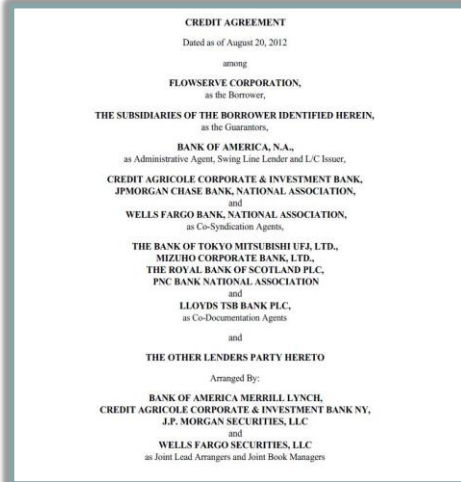 CREDIT AGREEMENT
Dated as of August 20, 2012
among
FLOWSERVE CORPORATION,
as the Borrower,
THE SUBSIDIARIES OF THE BORROWER IDENTIFIED HEREIN,
as the Guarantors,
BANK OF AMERICA, N.A.,
as Administrative Agent, Swing Line Lender and L/C Issuer,
CREDIT AGRICOLE CORPORATE & INVESTMENT BANK,
JPMORGAN CHASE BANK, NATIONAL ASSOCIATION,
and
WELLS FARGO BANK, NATIONAL ASSOCIATION,
as Co-Syndication Agents,
THE BANK OF TOKYO MITSUBISHI UFJ, LTD.,
MIZUHO CORPORATE BANK, LTD.,
THE ROYAL BANK OF SCOTLAND PLC,
PNC BANK NATIONAL ASSOCIATION
and
LLOYDS TSB BANK PLC,
as Co-Documentation Agents
and
THE OTHER LENDERS PARTY HERETO
Arranged By:
BANK OF AMERICA MERRILL LYNCH,
CREDIT AGRICOLE CORPORATE & INVESTMENT BANK NY,
J.P. MORGAN SECURITIES, LLC
and
WELLS FARGO SECURITIES, LLC
as Joint Lead Arrangers and Joint Book Managers